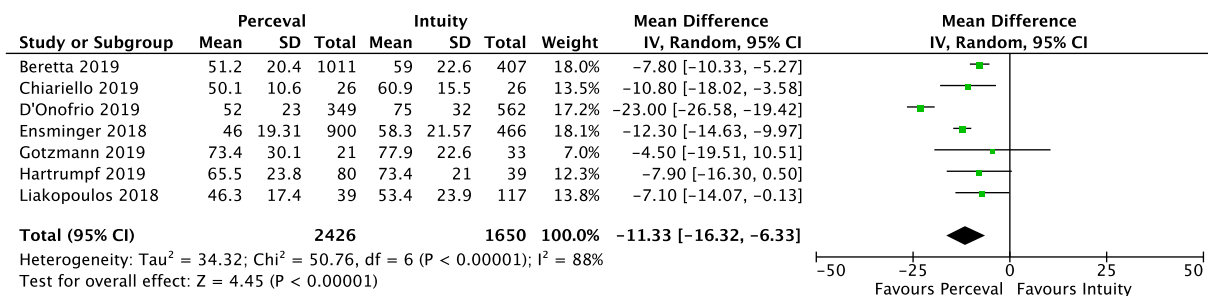 Perceval Intuity Mean Difference Mean Difference
Study or Subgroup Mean SD Total Mean SD Total Weight IV, Random, 95% CI IV, Random, 95% CI
Beretta 2019 51.2 20.4 1011 59 22.6 407 18.0% −7.80 [−10.33, −5.27]
Chiariello 2019 50.1 10.6 26 60.9 15.5 26 13.5% −10.80 [−18.02, −3.58]
D'Onofrio 2019 52 23 349 75 32 562 17.2% −23.00 [−26.58, −19.42]
Ensminger 2018 46 19.31 900 58.3 21.57 466 18.1% −12.30 [−14.63, −9.97]
Gotzmann 2019 73.4 30.1 21 77.9 22.6 33 7.0% −4.50 [−19.51, 10.51]
Hartrumpf 2019 65.5 23.8 80 73.4 21 39 12.3% −7.90 [−16.30, 0.50]
Liakopoulos 2018 46.3 17.4 39 53.4 23.9 117 13.8% −7.10 [−14.07, −0.13]
Total (95% CI) 2426 1650 100.0% −11.33 [−16.32, −6.33]
Heterogeneity: Tau² = 34.32; Chi² = 50.76, df = 6 (P < 0.00001); I² = 88%
Test for overall effect: Z = 4.45 (P < 0.00001)
−50 −25 0 25 50
Favours Perceval Favours Intuity